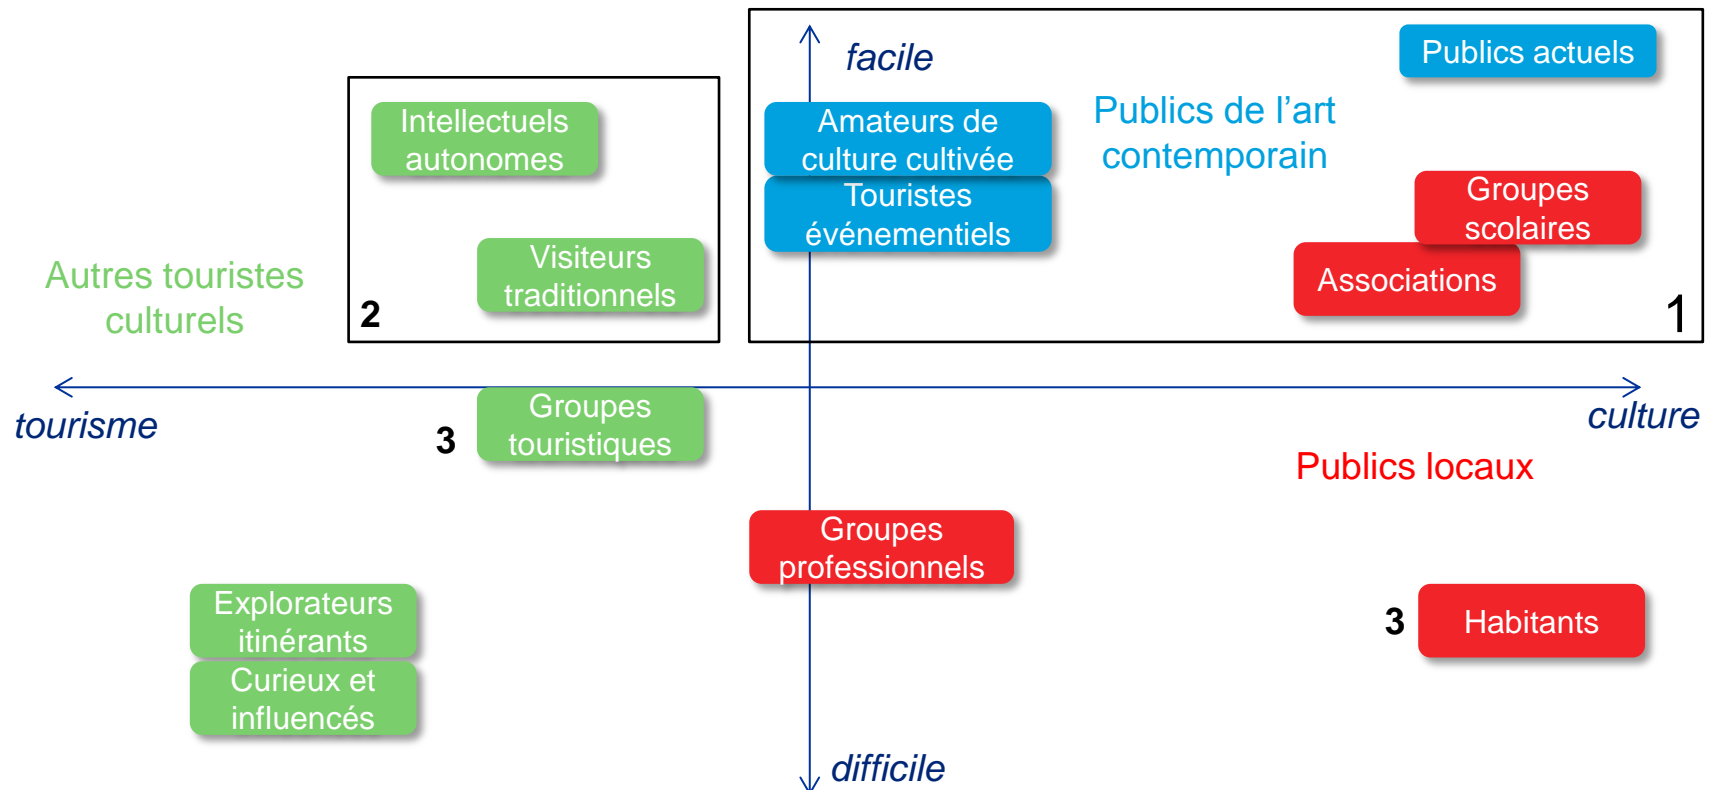 facile
Publics actuels
Intellectuels
autonomes
Amateurs de
culture cultivée
Publics de l’art
contemporain
Touristes
événementiels
Groupes
scolaires
Visiteurs
traditionnels
Associations
Autres touristes
culturels
2
1
tourisme
culture
3
Groupes
touristiques
Publics locaux
Groupes
professionnels
Explorateurs
itinérants
3
Habitants
Curieux et
influencés
difficile